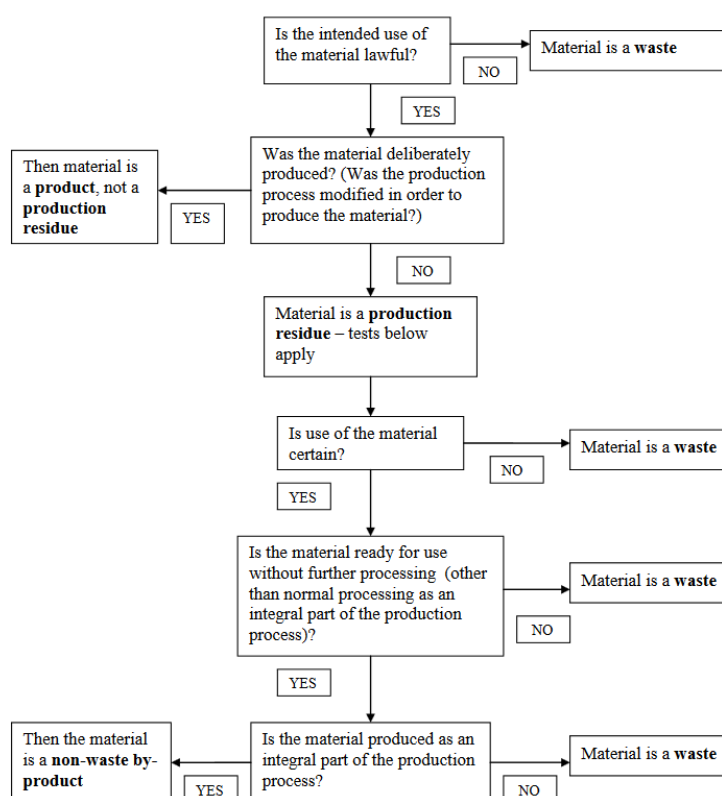 Is the intended use of
the material lawful?
Material is a waste
NO
YES
Was the material deliberately
produced? (Was the production
process modified in order to
produce the material?)
Then material is
a product, not a
production
residue
YES
NO
Material is a production
residue – tests below
apply
Is use of the material
certain?
Material is a waste
NO
YES
Is the material ready for use
without further processing (other
than normal processing as an
integral part of the production
process)?
Material is a waste
NO
YES
Then the material
is a non-waste by-
product
Is the material produced as an
integral part of the production
process?
Material is a waste
YES
NO